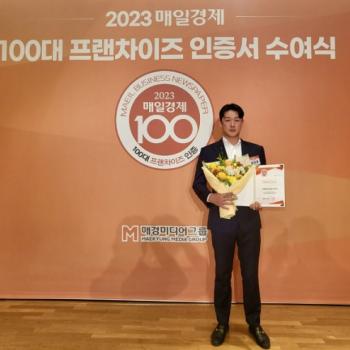 2023 매일경제
100대 프랜차이즈 인증서 수여식
MAEIL BUSINESS NEWSPAPER
2023
매일경제
100
100대 프랜차이즈 인증
M 매경미디어그룹
MAEKYUNG MEDIA GROUP